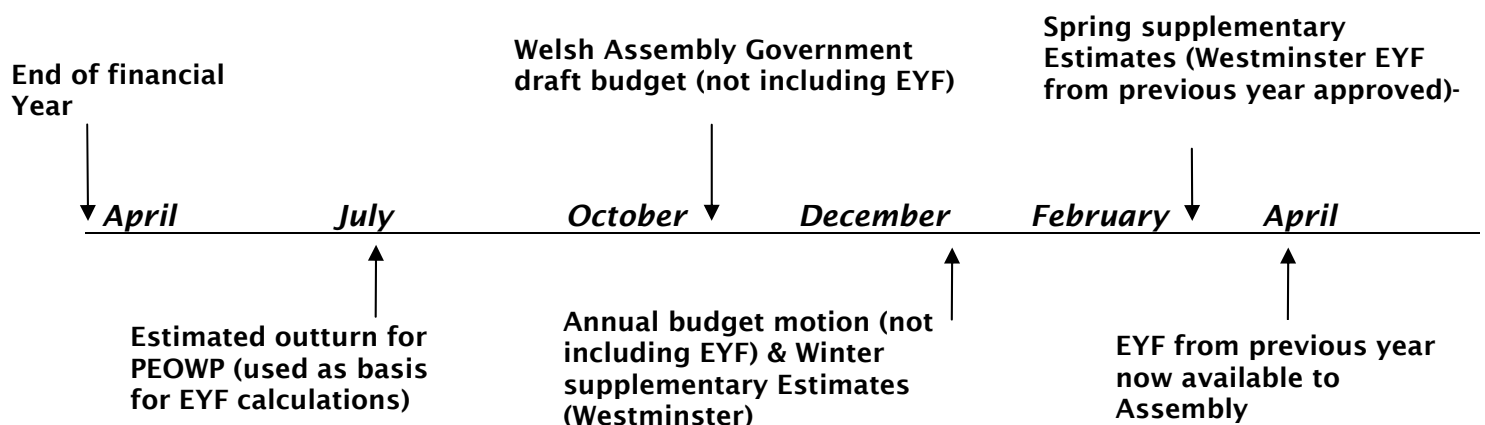 End of financial
Year
Welsh Assembly Government
draft budget (not including EYF)
Spring supplementary
Estimates (Westminster EYF
from previous year approved)-
April
July
October
December
February
April
Estimated outturn for
PEOWP (used as basis
for EYF calculations)
Annual budget motion (not
including EYF) & Winter
supplementary Estimates
(Westminster)
EYF from previous year
now available to
Assembly